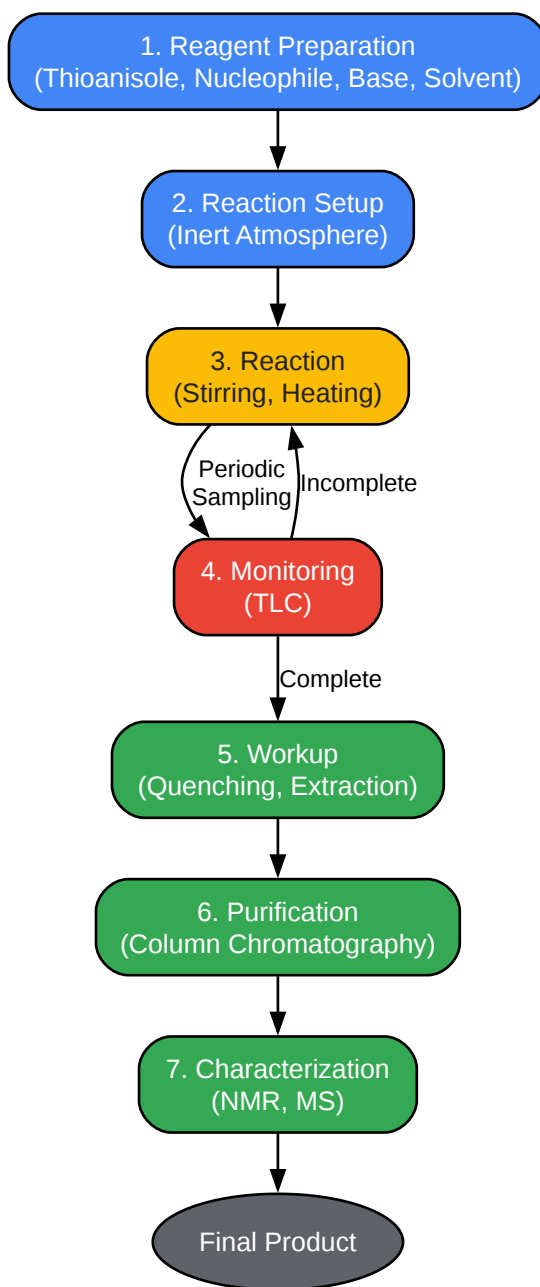 1. Reagent Preparation
(Thioanisole, Nucleophile, Base, Solvent)
2. Reaction Setup
(Inert Atmosphere)
3. Reaction
(Stirring, Heating)
Periodic
Sampling
Incomplete
4. Monitoring
(TLC)
Complete
5. Workup
(Quenching, Extraction)
6. Purification
(Column Chromatography)
7. Characterization
(NMR, MS)
Final Product